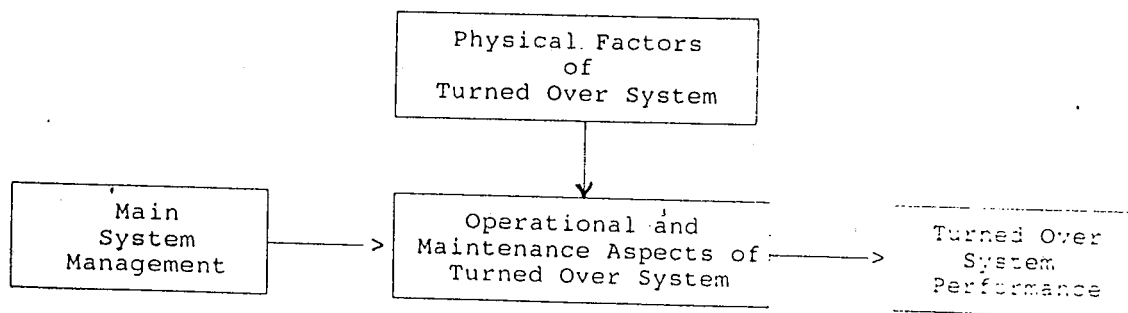 Physical Factors
of
Turned Over System
Main
System
Management
Operational and
Maintenance Aspects of
Turned Over System
Turned Over
System
Performance